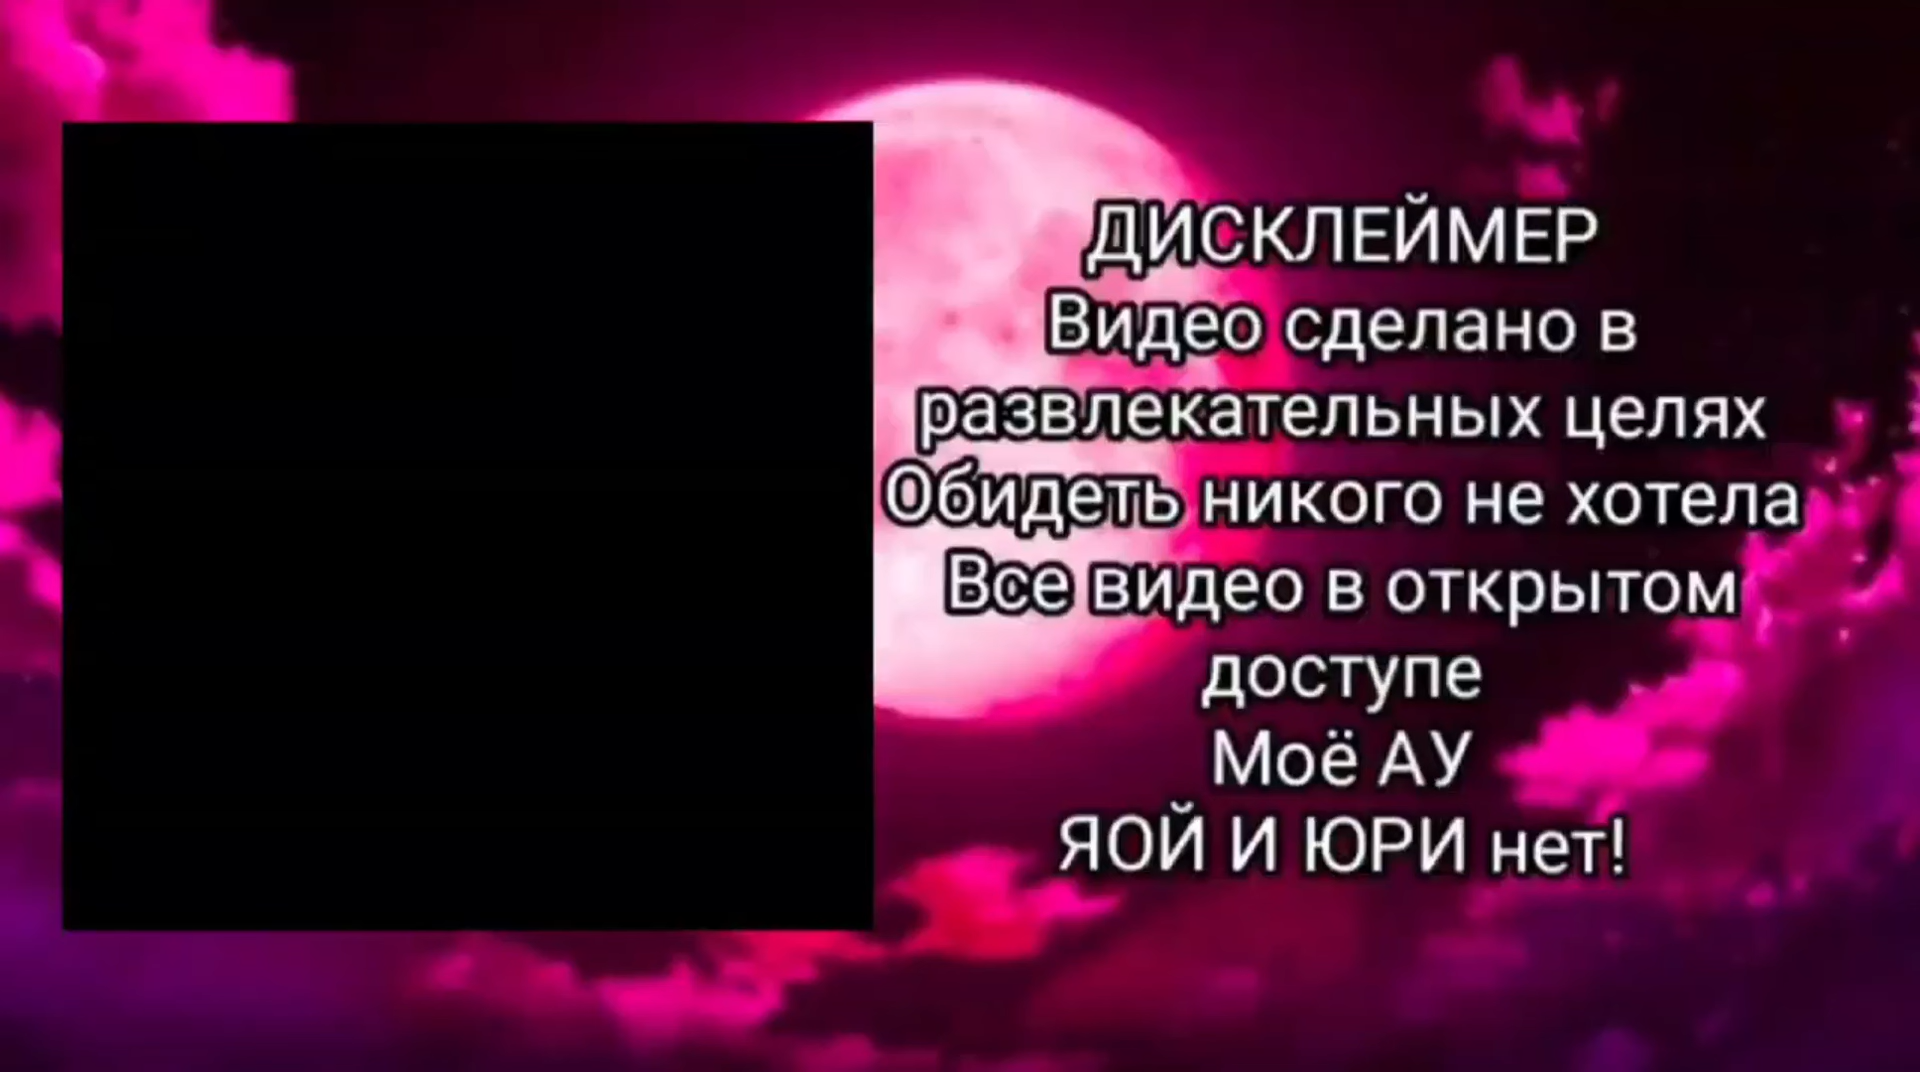 ДИСКЛЕЙМЕР
Видео сделано в
развлекательных целях
Обидеть никого не хотела
Все видео в открытом
доступе
Моё АУ
ЯОЙ И ЮРИ нет!